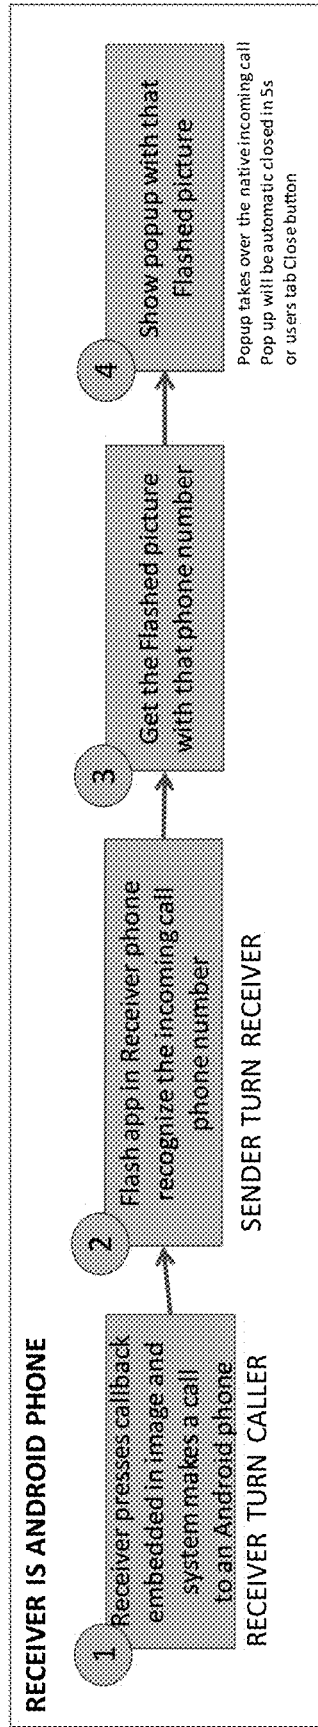 RECEIVER IS ANDROID PHONE
1
Receiver presses callback
embedded in image and
system makes a call
to an Android phone
RECEIVER TURN CALLER
2
Flash app in Receiver phone
recognize the incoming call
phone number
SENDER TURN RECEIVER
3
Get the Flashed picture
with that phone number
4
Show popup with that
Flashed picture
Popup takes over the native incoming call
Pop up will be automatic closed in 5s
or users tab Close button